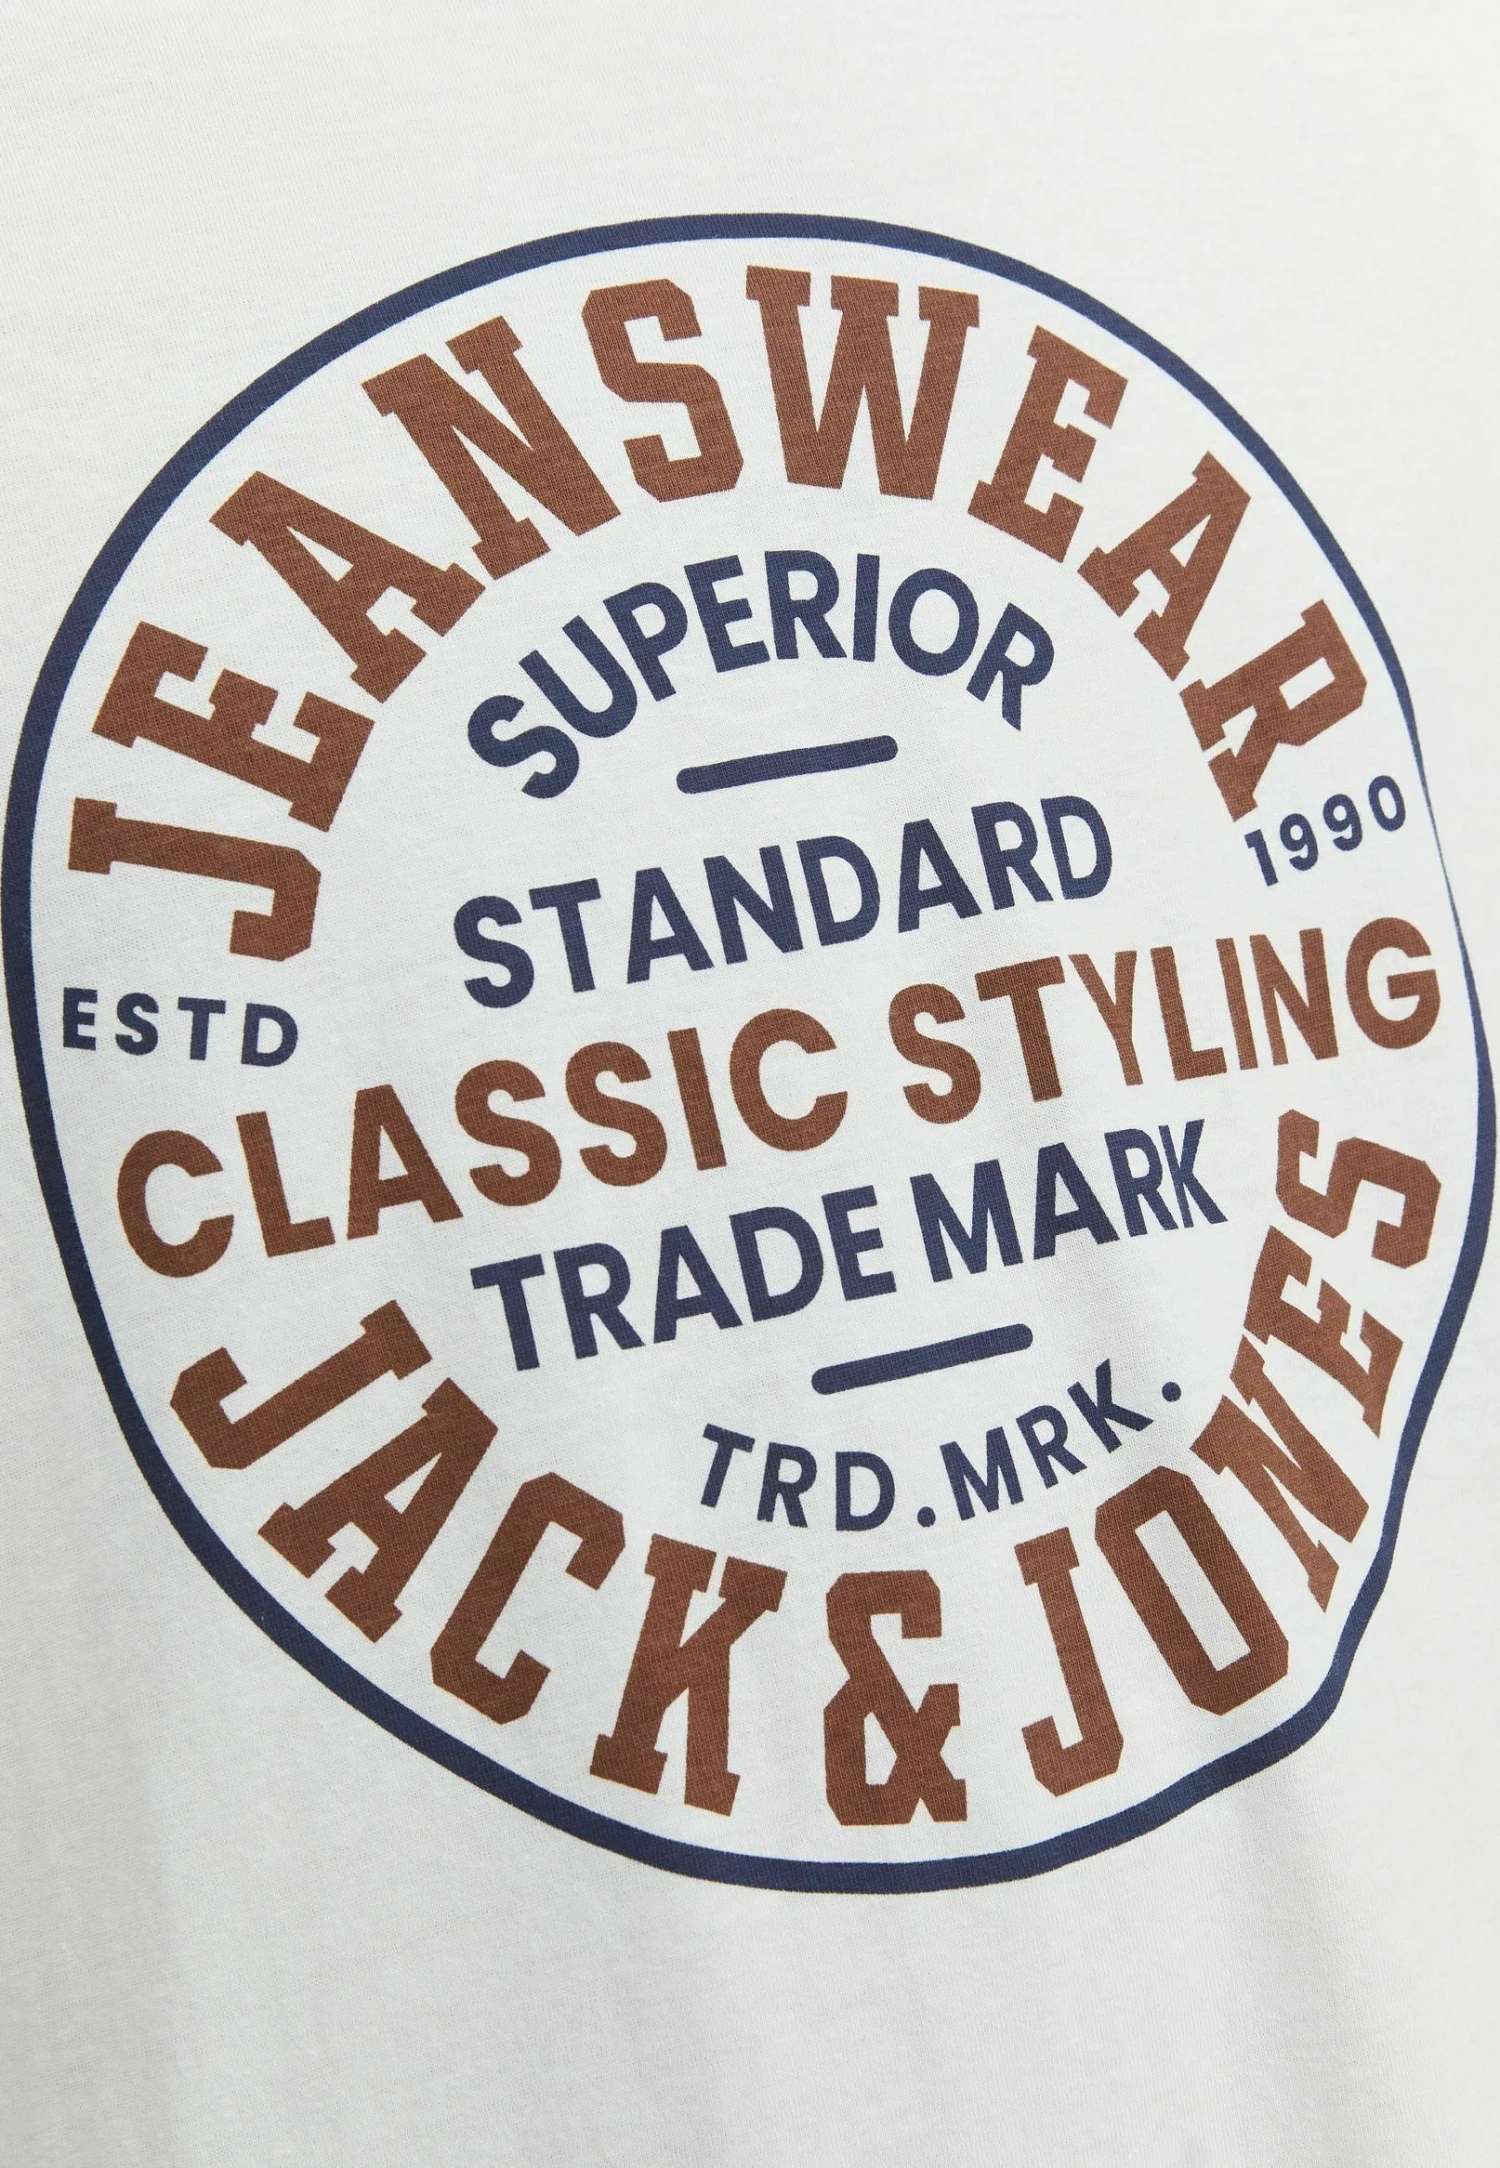 JEANSWEAR
SUPERIOR
STANDARD
ESTD 1990
CLASSIC STYLING
TRADE MARK
TRD.MRK.
JACK & JONES